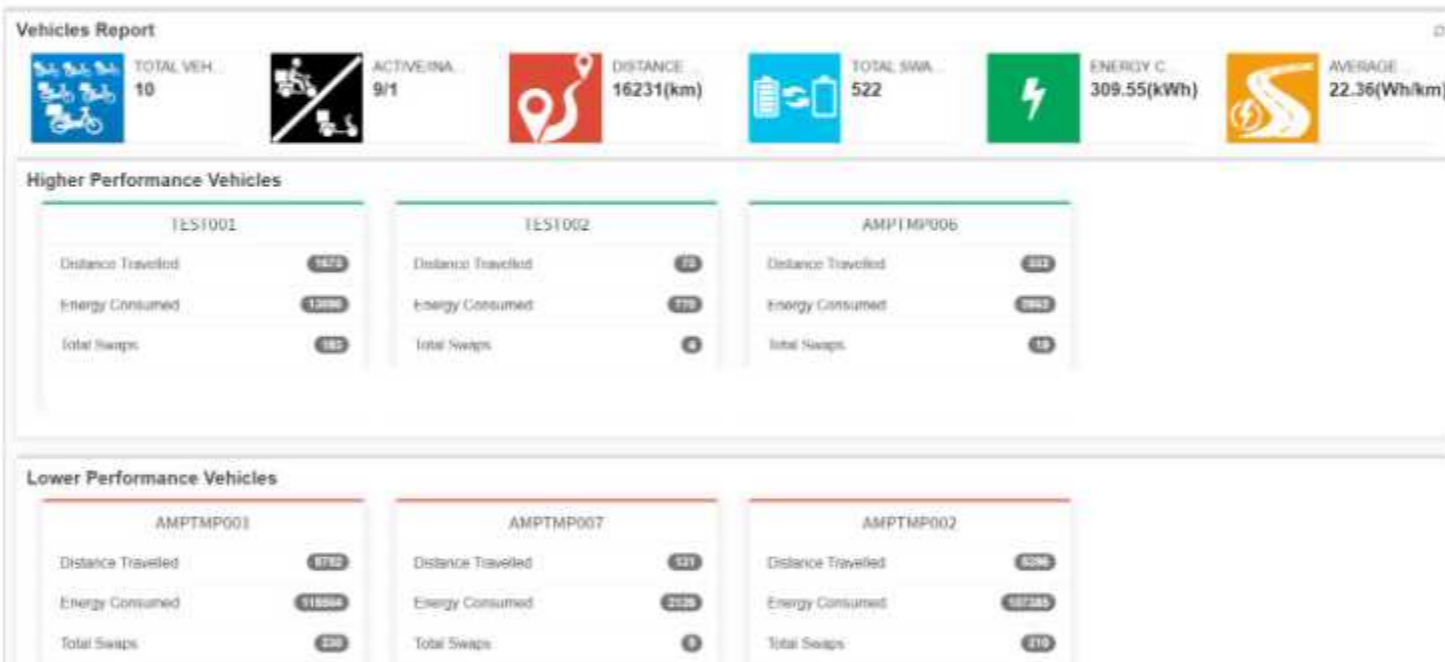 Vehicles Report
TOTAL VEH...
10
ACTIVE/INA...
9/1
DISTANCE ...
16231(km)
TOTAL SWA...
522
ENERGY C...
309.55(kWh)
AVERAGE ...
22.36(Wh/km)
Higher Performance Vehicles
TEST001
Distance Travelled
Energy Consumed
Total Swaps
TEST002
Distance Travelled
Energy Consumed
770
Total Swaps
4
AMPTMP006
Distance Travelled
Energy Consumed
Total Swaps
Lower Performance Vehicles
AMPTMP001
Distance Travelled
Energy Consumed
Total Swaps
AMPTMP007
Distance Travelled
Energy Consumed
Total Swaps
AMPTMP002
Distance Travelled
Energy Consumed
Total Swaps
210